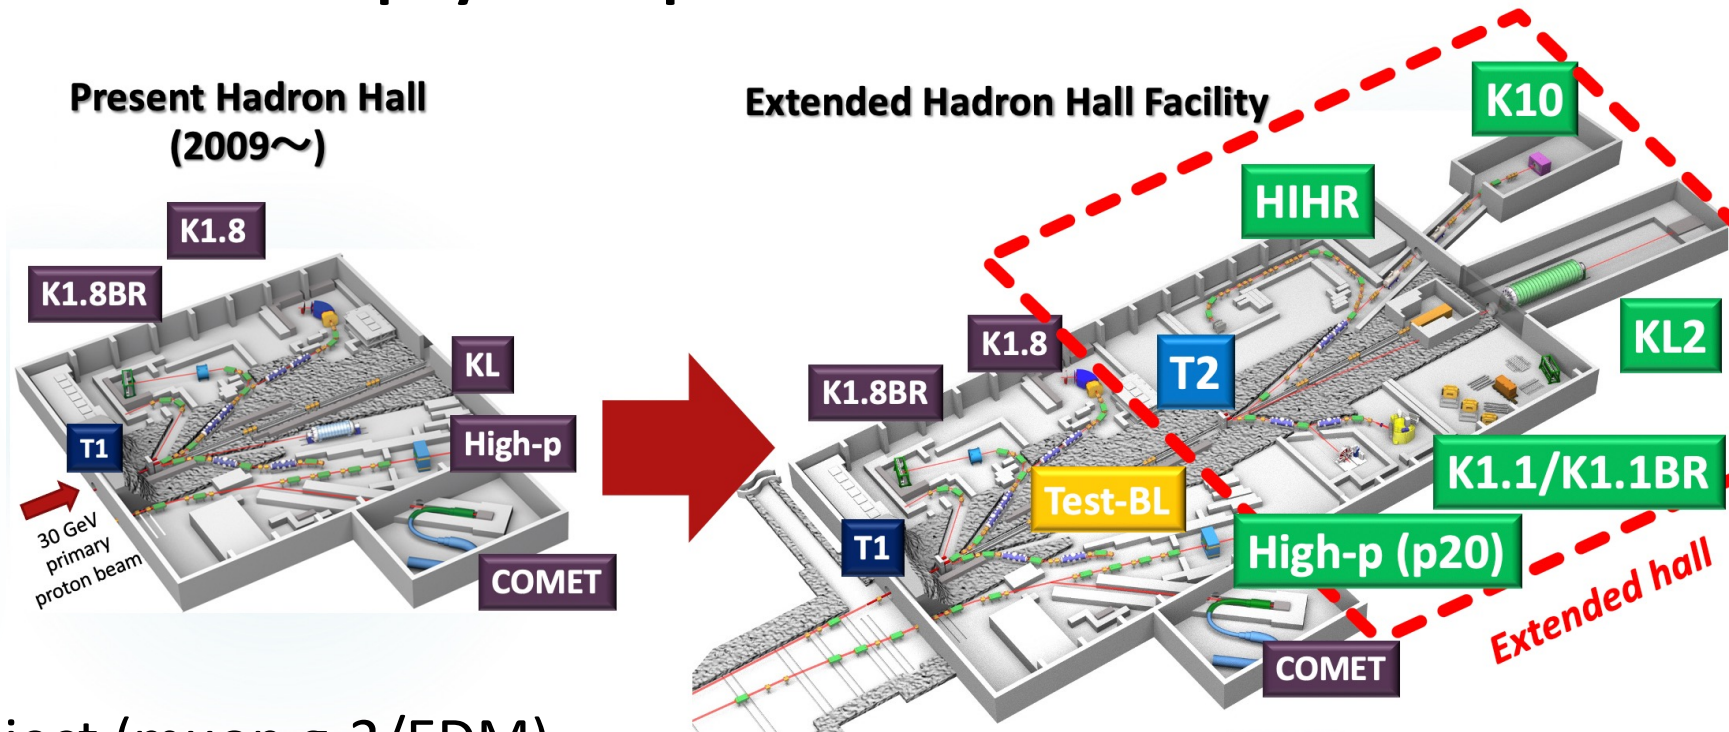 Present Hadron Hall
(2009～)
K1.8
K1.8BR
KL
T1
High-p
30 GeV
primary
proton beam
COMET
Extended Hadron Hall Facility
K10
HIHR
KL2
K1.8
T2
K1.8BR
K1.1/K1.1BR
Test-BL
T1
High-p (p20)
Extended hall
COMET